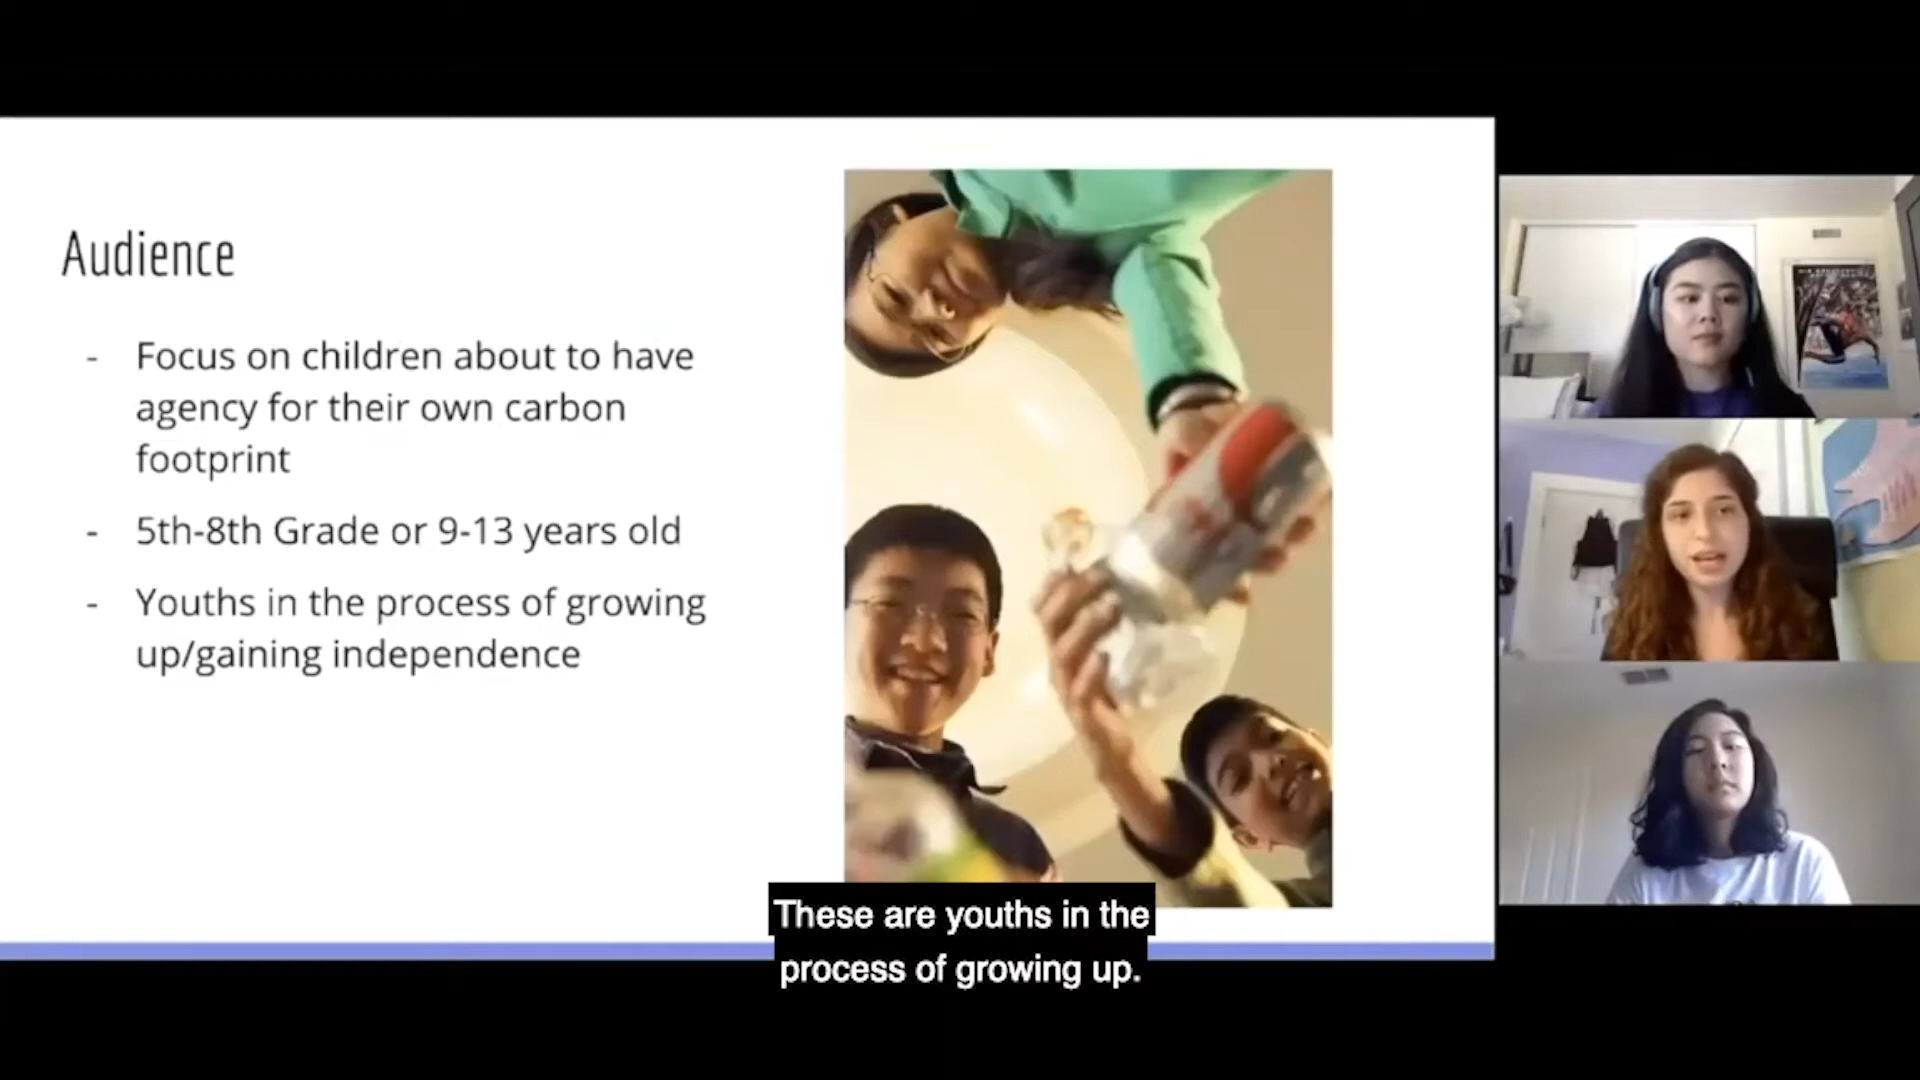 Audience
- Focus on children about to have
agency for their own carbon
footprint
- 5th-8th Grade or 9-13 years old
- Youths in the process of growing
up/gaining independence
These are youths in the
process of growing up.